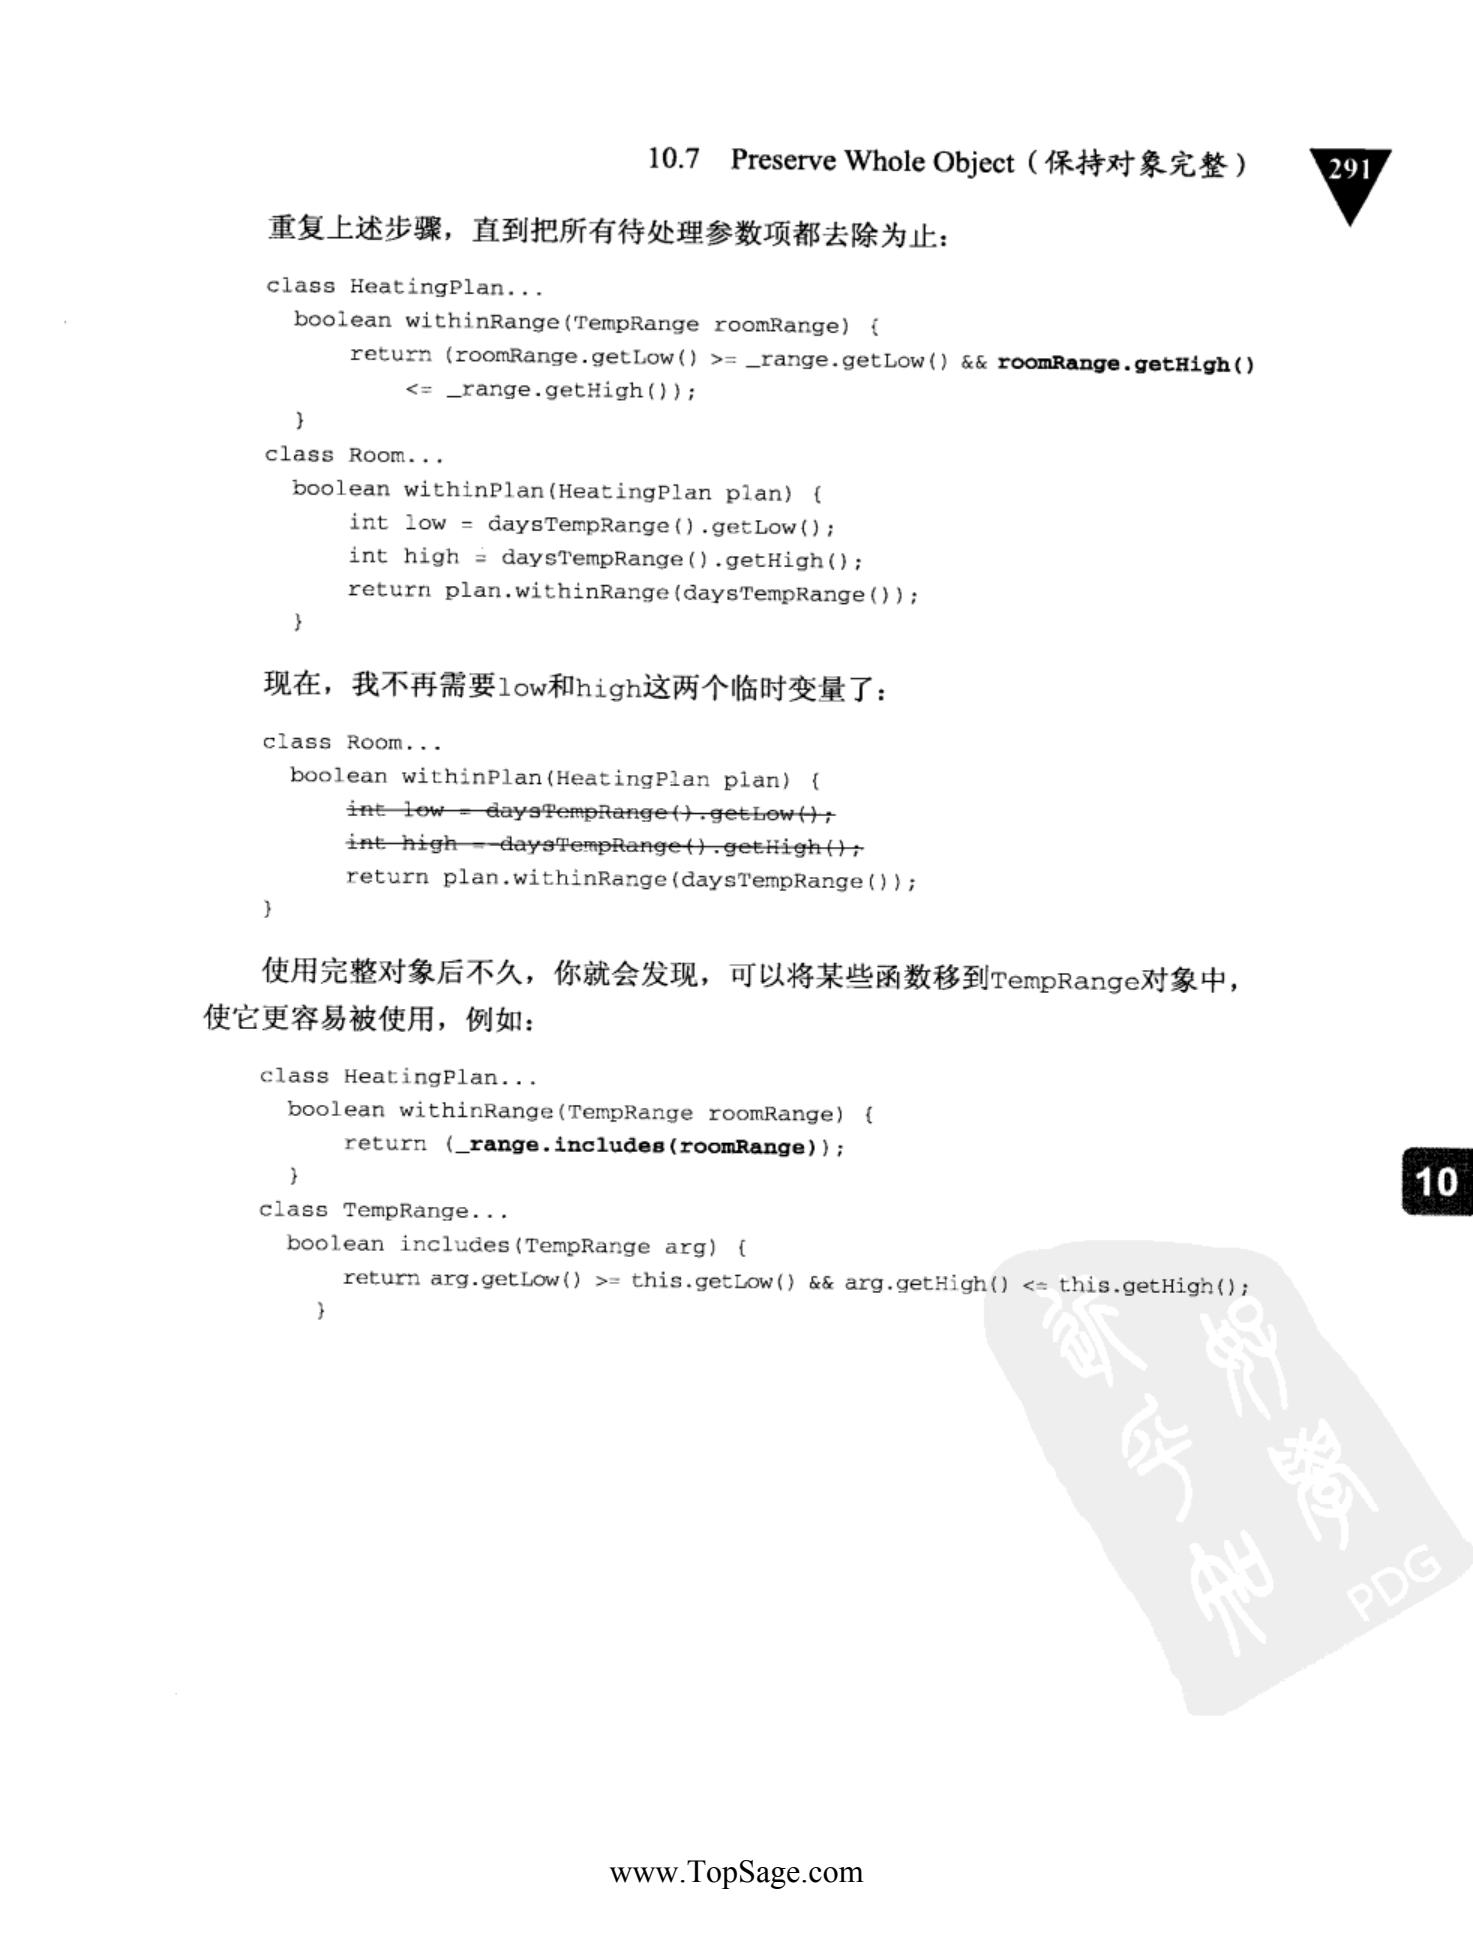 10.7 Preserve Whole Object（保持对象完整）
291
重复上述步骤，直到把所有待处理参数项都去除为止：
class HeatingPlan...
  boolean withinRange(TempRange roomRange) {
      return (roomRange.getLow() >= _range.getLow() && roomRange.getHigh()
          <= _range.getHigh());
  }
class Room...
  boolean withinPlan(HeatingPlan plan) {
      int low = daysTempRange().getLow();
      int high = daysTempRange().getHigh();
      return plan.withinRange(daysTempRange());
  }
现在，我不再需要low和high这两个临时变量了：
class Room...
  boolean withinPlan(HeatingPlan plan) {
      int low = daysTempRange().getLow();
      int high = daysTempRange().getHigh();
      return plan.withinRange(daysTempRange());
}
使用完整对象后不久，你就会发现，可以将某些函数移到TempRange对象中，
使它更容易被使用，例如：
class HeatingPlan...
  boolean withinRange(TempRange roomRange) {
      return (_range.includes(roomRange));
  }
10
class TempRange...
  boolean includes(TempRange arg) {
      return arg.getLow() >= this.getLow() && arg.getHigh() <= this.getHigh();
    }
PDG
www.TopSage.com